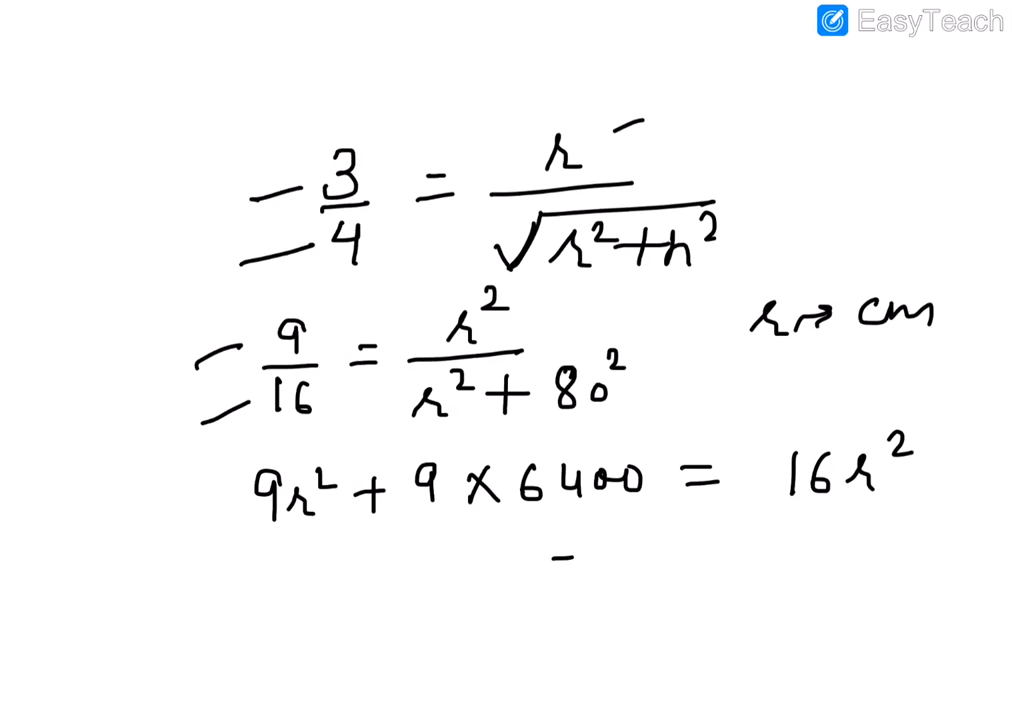 EasyTeach
3/4 = r/√(r²+h²)
9/16 = r²/(r² + 80²)
r → cm
9r² + 9 × 6400 = 16r²
-